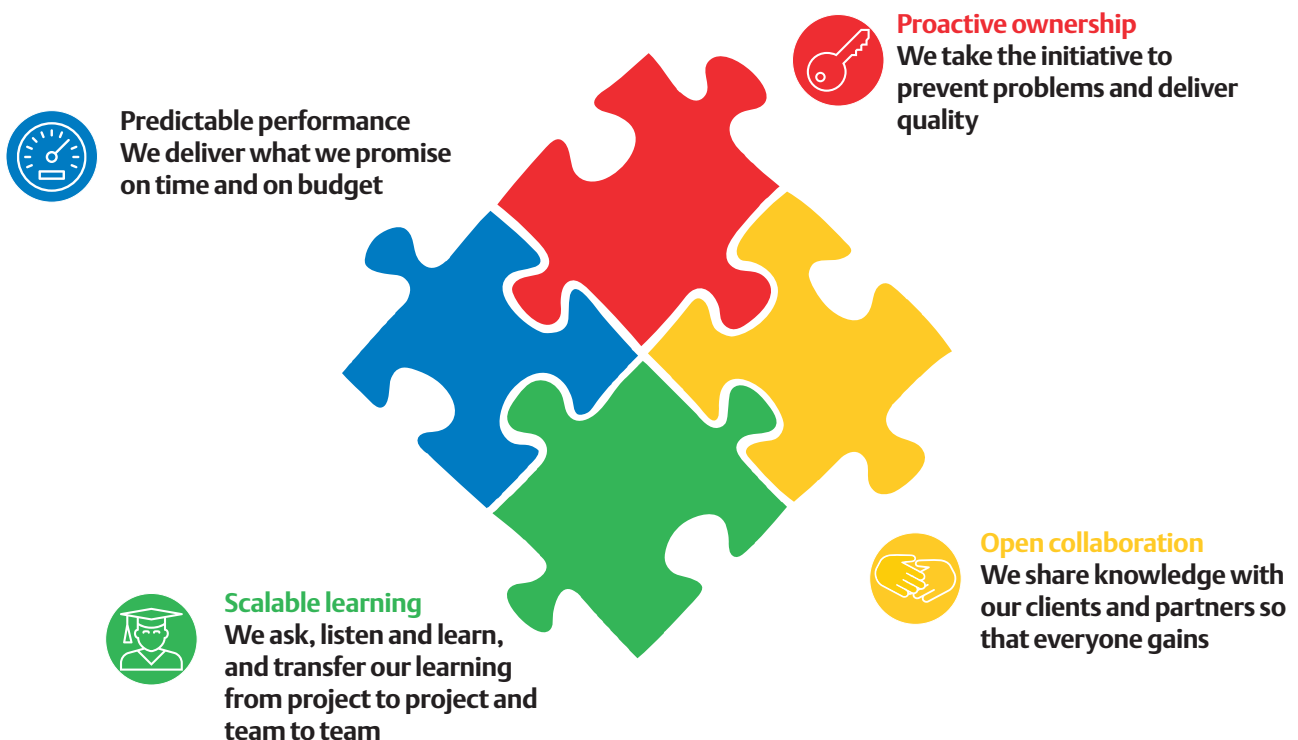 Proactive ownership
We take the initiative to
prevent problems and deliver
quality
Predictable performance
We deliver what we promise
on time and on budget
Open collaboration
We share knowledge with
our clients and partners so
that everyone gains
Scalable learning
We ask, listen and learn,
and transfer our learning
from project to project and
team to team